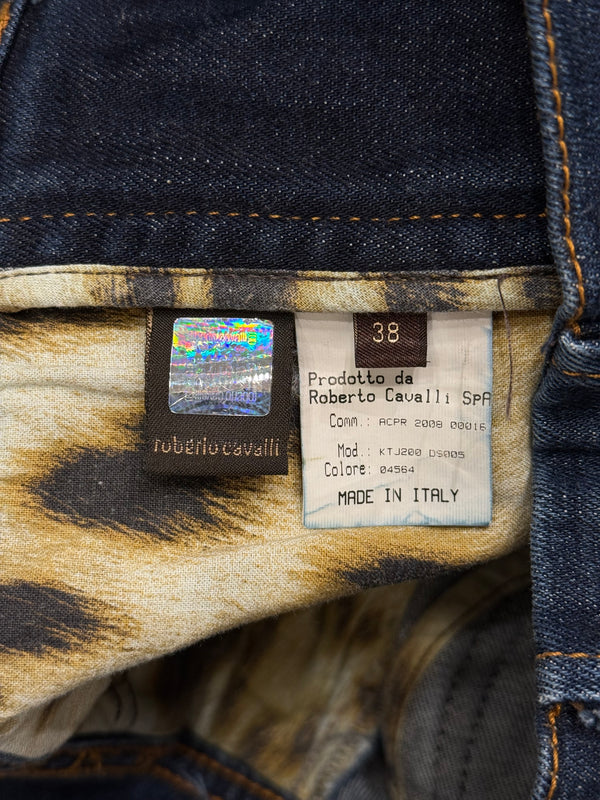 roberto cavalli
38
Prodotto da
Roberto Cavalli SpA
Comm.: ACPR 2008 00016
Mod.: KTJ200 DS005
Colore: 04564
MADE IN ITALY